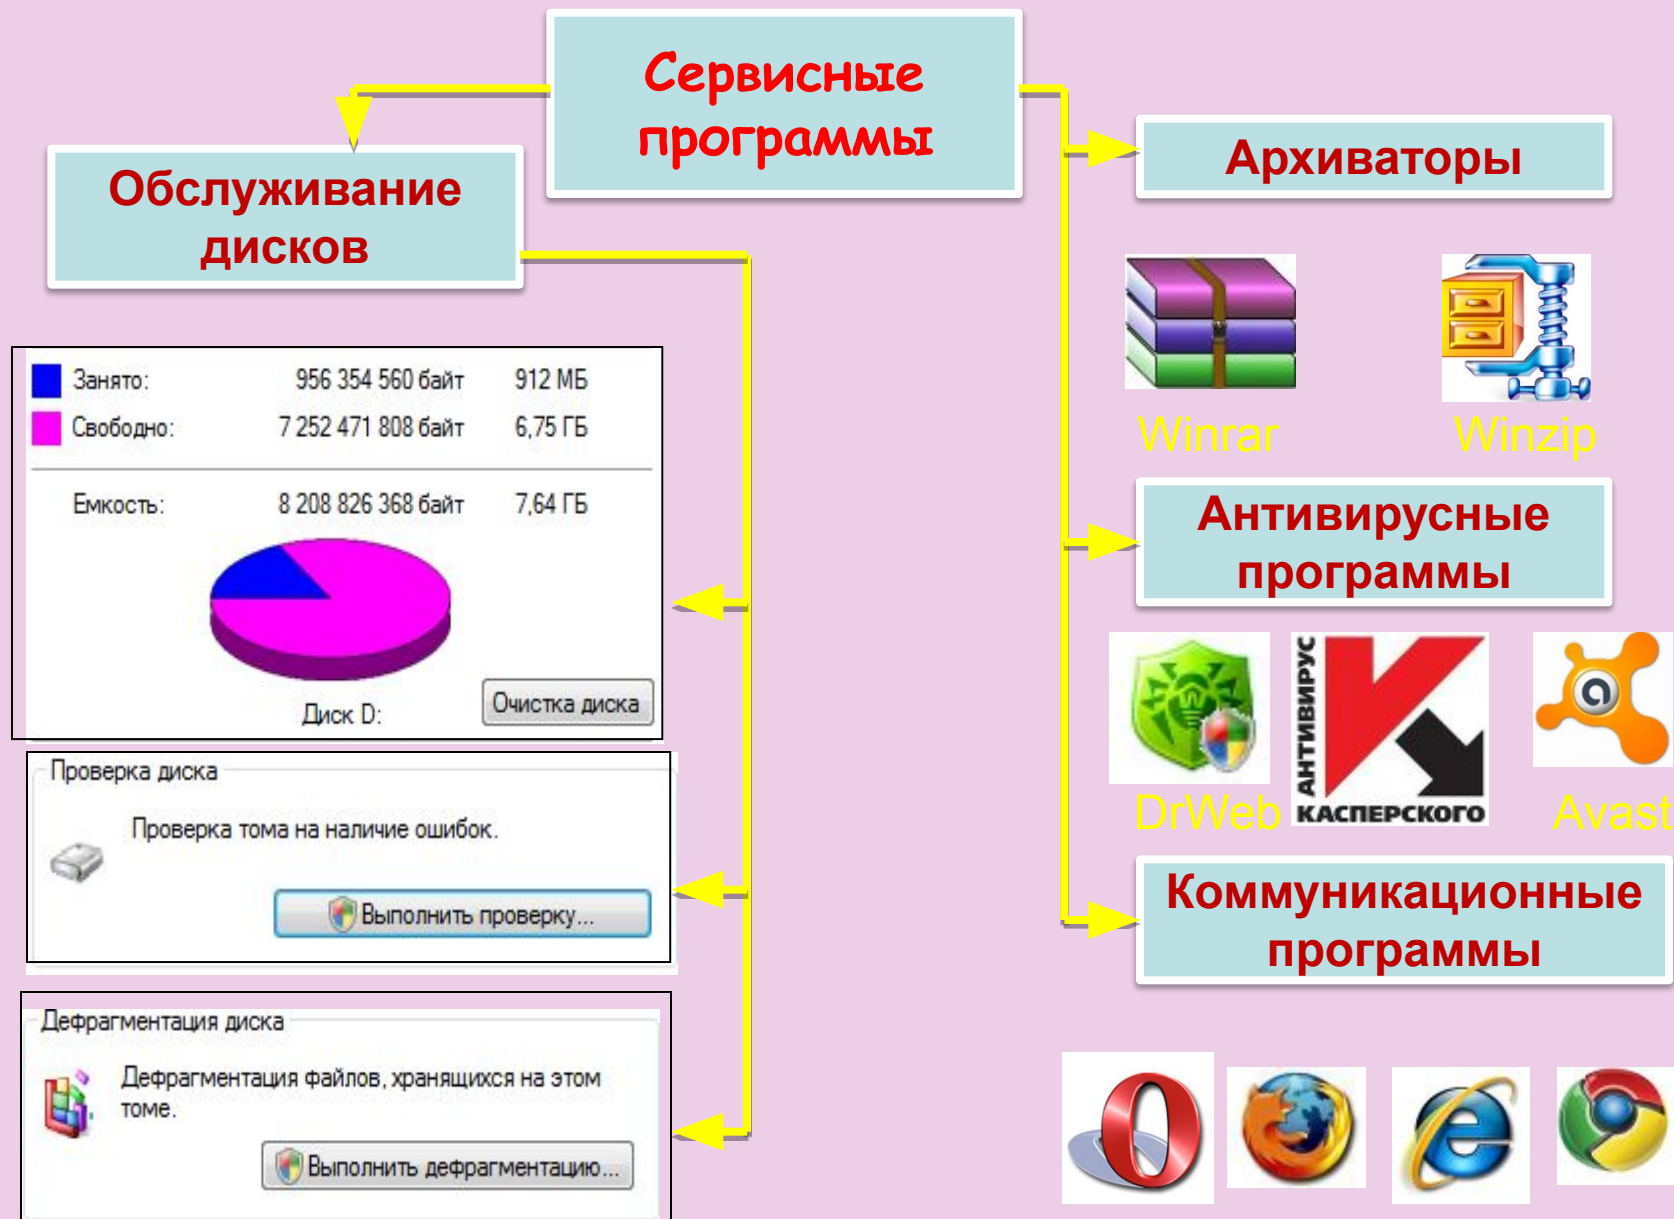 Сервисные
программы
Обслуживание
дисков
Занято: 956 354 560 байт 912 МБ
Свободно: 7 252 471 808 байт 6,75 ГБ
Емкость: 8 208 826 368 байт 7,64 ГБ
Диск D:
Очистка диска
Проверка диска
Проверка тома на наличие ошибок.
Выполнить проверку...
Дефрагментация диска
Дефрагментация файлов, хранящихся на этом
томе.
Выполнить дефрагментацию...
Архиваторы
Winrar Winzip
Антивирусные
программы
АНТИВИРУС
КАСПЕРСКОГО
DrWeb Avast
Коммуникационные
программы